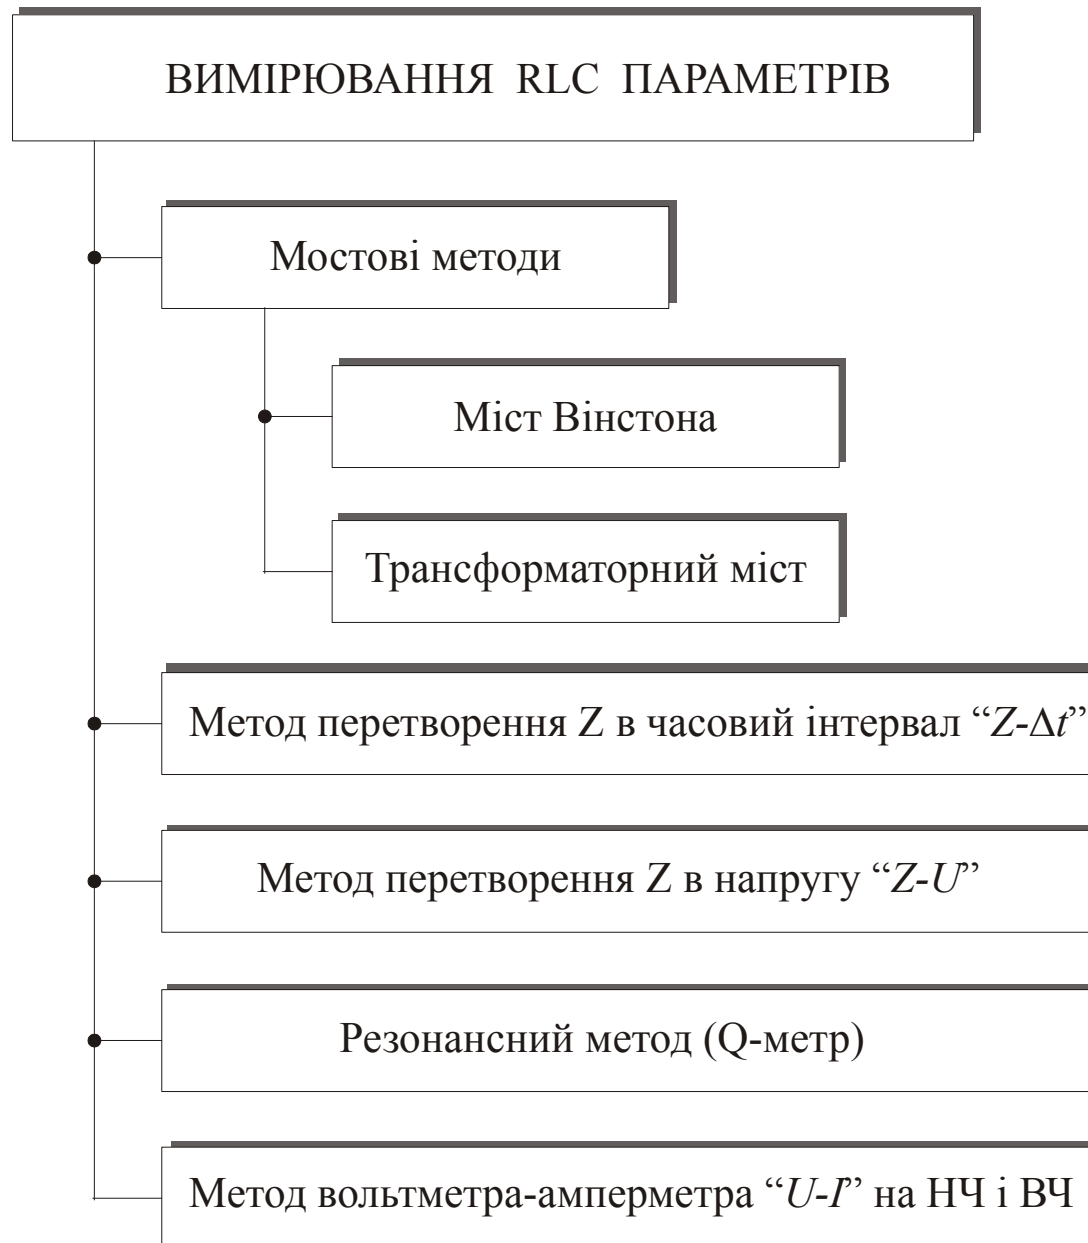 ВИМІРЮВАННЯ RLC ПАРАМЕТРІВ
Мостові методи
Міст Вінстона
Трансформаторний міст
Метод перетворення Z в часовий інтервал “Z-Δt”
Метод перетворення Z в напругу “Z-U”
Резонансний метод (Q-метр)
Метод вольтметра-амперметра “U-I” на НЧ і ВЧ